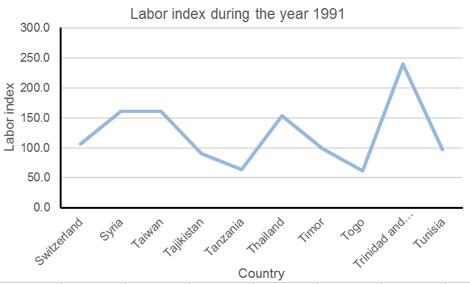 Labor index during the year 1991
300.0
250.0
200.0
150.0
100.0
50.0
0.0
Labor index
Switzerland
Syria
Taiwan
Tajikistan
Tanzania
Thailand
Timor
Togo
Trinidad and...
Tunisia
Country